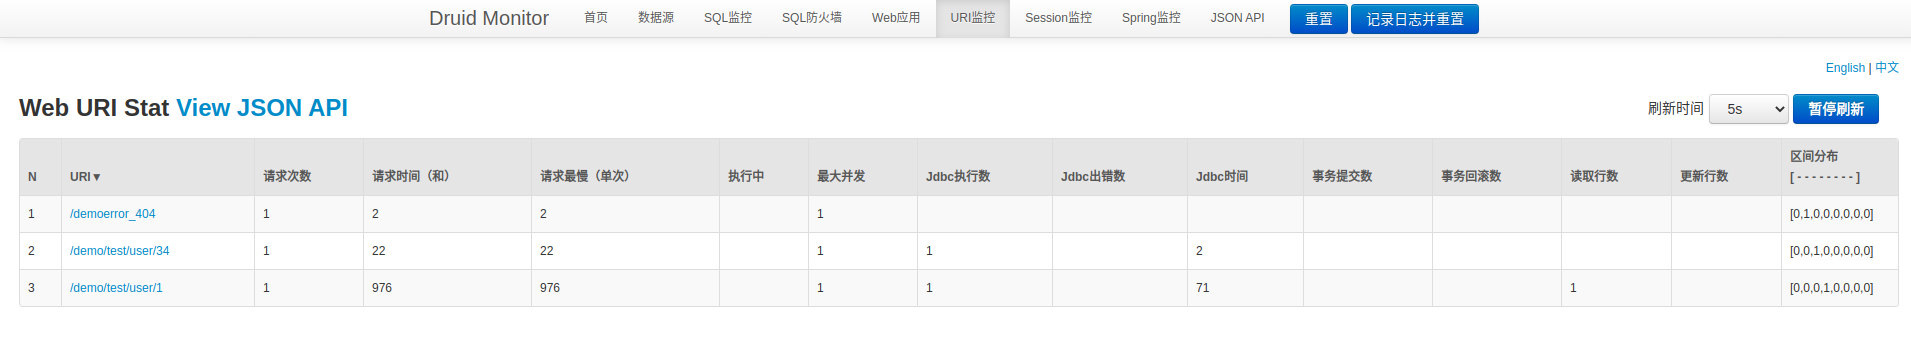 Druid Monitor 首页 数据源 SQL监控 SQL防火墙 Web应用 URI监控 Session监控 Spring监控 JSON API 重置 记录日志并重置
English | 中文
Web URI Stat View JSON API 刷新时间 5s 暂停刷新
N URI▼ 请求次数 请求时间（和） 请求最慢（单次） 执行中 最大并发 Jdbc执行数 Jdbc出错数 Jdbc时间 事务提交数 事务回滚数 读取行数 更新行数 区间分布
[ - - - - - - - - ]
1 /demoerror_404 1 2 2 1 [0,1,0,0,0,0,0,0]
2 /demo/test/user/34 1 22 22 1 1 2 [0,0,1,0,0,0,0,0]
3 /demo/test/user/1 1 976 976 1 1 71 1 [0,0,0,1,0,0,0,0]